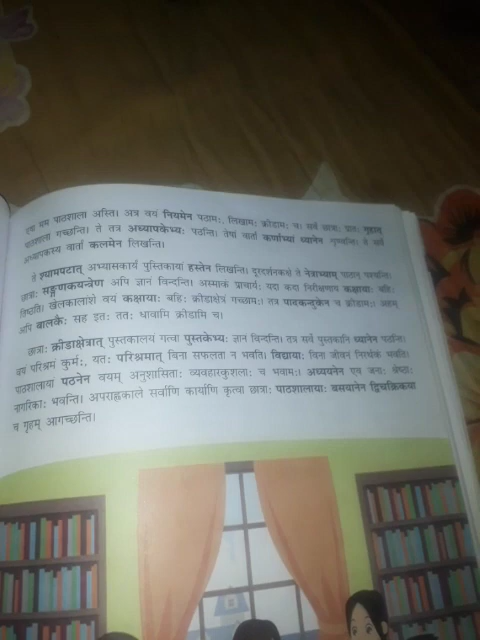 एषा मम पाठशाला अस्ति। अत्र वयं नियमेन पठामः, लिखामः क्रीडामः च। सर्वे छात्राः प्रातः गृहात्
पाठशाला गच्छन्ति। ते तत्र अध्यापकेभ्यः पठन्ति। तेषां वार्ता कर्णाभ्यां ध्यानेन शृण्वन्ति। ते सर्वे
अध्यापकस्य वार्ता कलमेन लिखन्ति।
ते श्यामपटात् अभ्यासकार्यं पुस्तिकायां हस्तेन लिखन्ति। दूरदर्शनकक्षे ते नेत्राभ्याम् पाठान् पश्यन्ति।
छात्राः सङ्गणकयन्त्रेण अपि ज्ञानं विन्दन्ति। अस्माकं प्राचार्यः यदा कदा निरीक्षणाय कक्षायाः बहिः
तिष्ठति। खेलकालांशे वयं कक्षायाः बहिः क्रीडाक्षेत्रं गच्छामः। तत्र पादकन्दुकेन च क्रीडामः। अहम्
अपि बालकैः सह इतः ततः धावामि क्रीडामि च।
छात्राः क्रीडाक्षेत्रात् पुस्तकालयं गत्वा पुस्तकेभ्यः ज्ञानं विन्दन्ति। तत्र सर्वे पुस्तकानि ध्यानेन पठन्ति।
वयं परिश्रमं कुर्मः, यतः परिश्रमात् विना सफलता न भवति। विद्यायाः विना जीवनं निरर्थकं भवति।
पाठशालायां पठनेन वयम् अनुशासिताः व्यवहारकुशलाः च भवामः। अध्ययनेन एव जनाः श्रेष्ठाः
नागरिकाः भवन्ति। अपराह्णकाले सर्वाणि कार्याणि कृत्वा छात्राः पाठशालायाः बसयानेन द्विचक्रिकया
च गृहम् आगच्छन्ति।